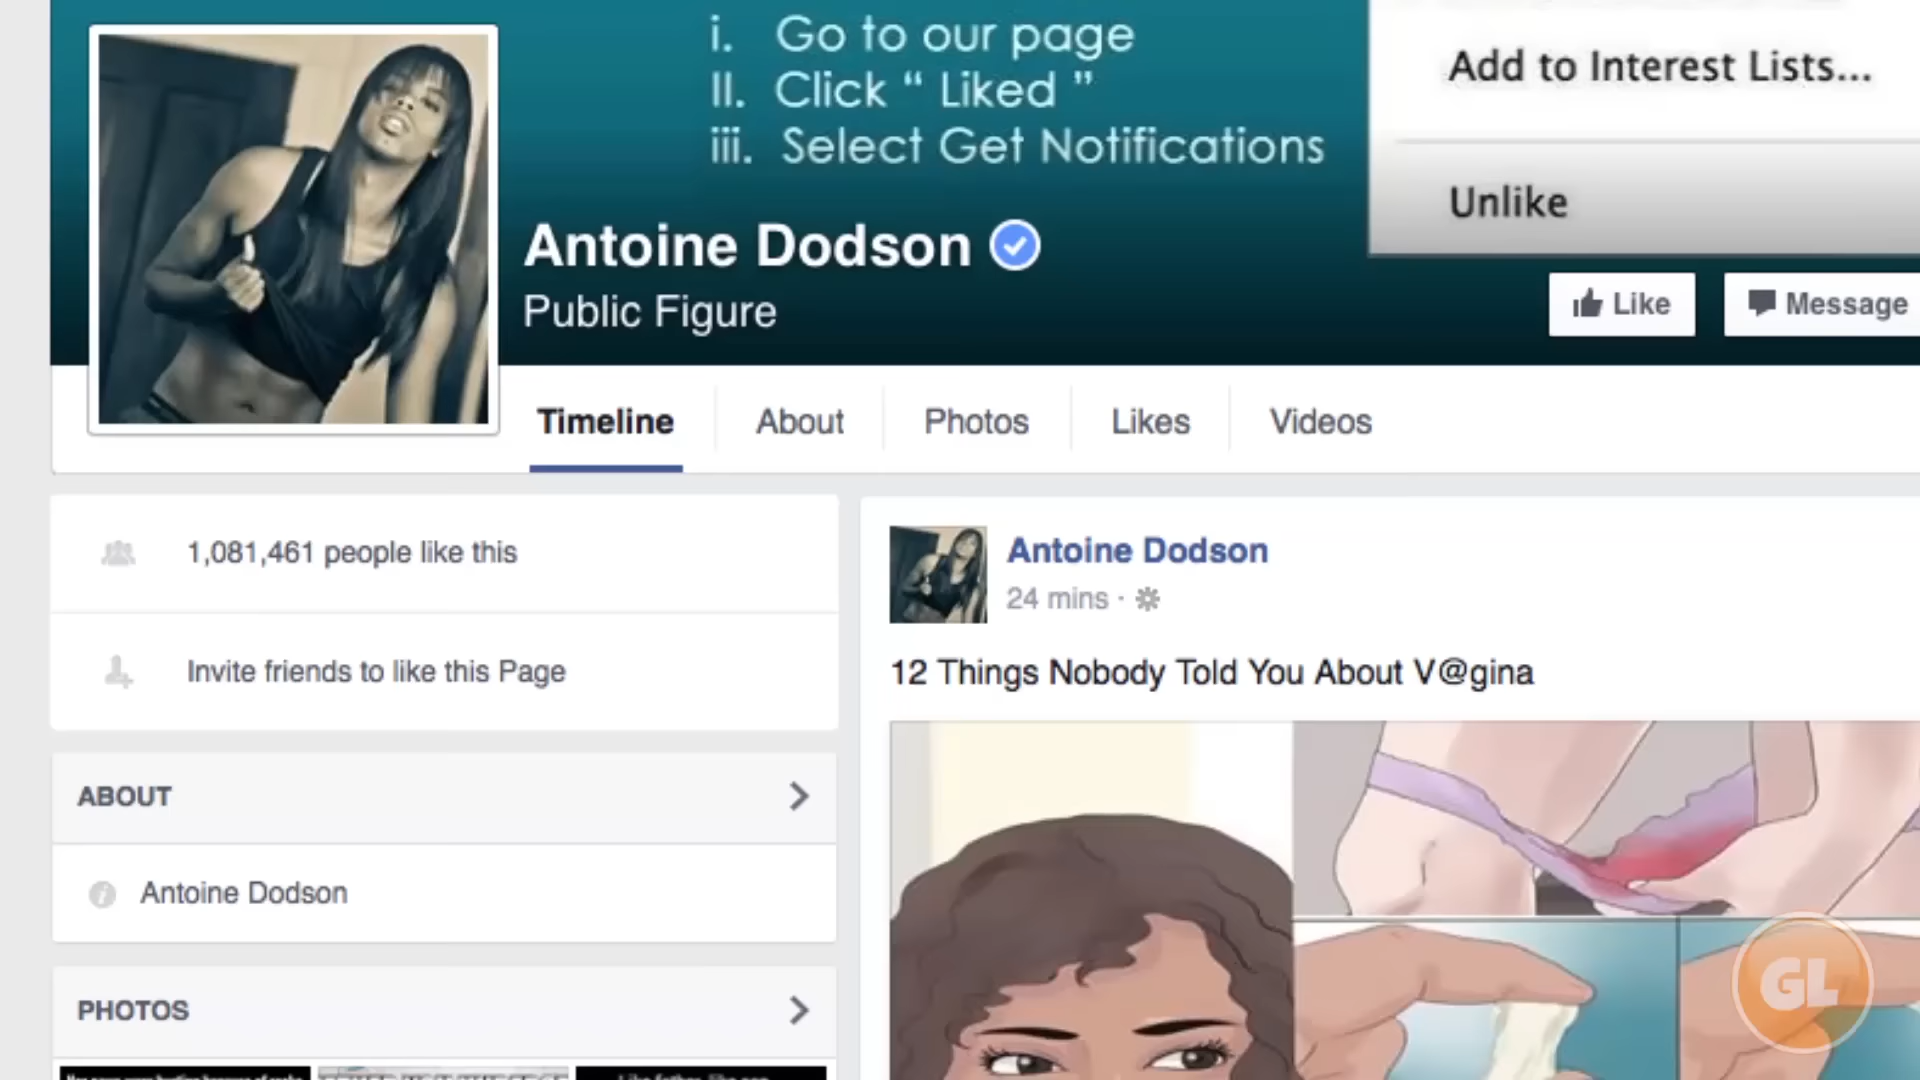 i. Go to our page
II. Click “ Liked ”
iii. Select Get Notifications
Add to Interest Lists...
Unlike
Antoine Dodson
Public Figure
Like
Message
Timeline
About
Photos
Likes
Videos
1,081,461 people like this
Invite friends to like this Page
ABOUT
Antoine Dodson
PHOTOS
Antoine Dodson
24 mins ·
12 Things Nobody Told You About V@gina
GL